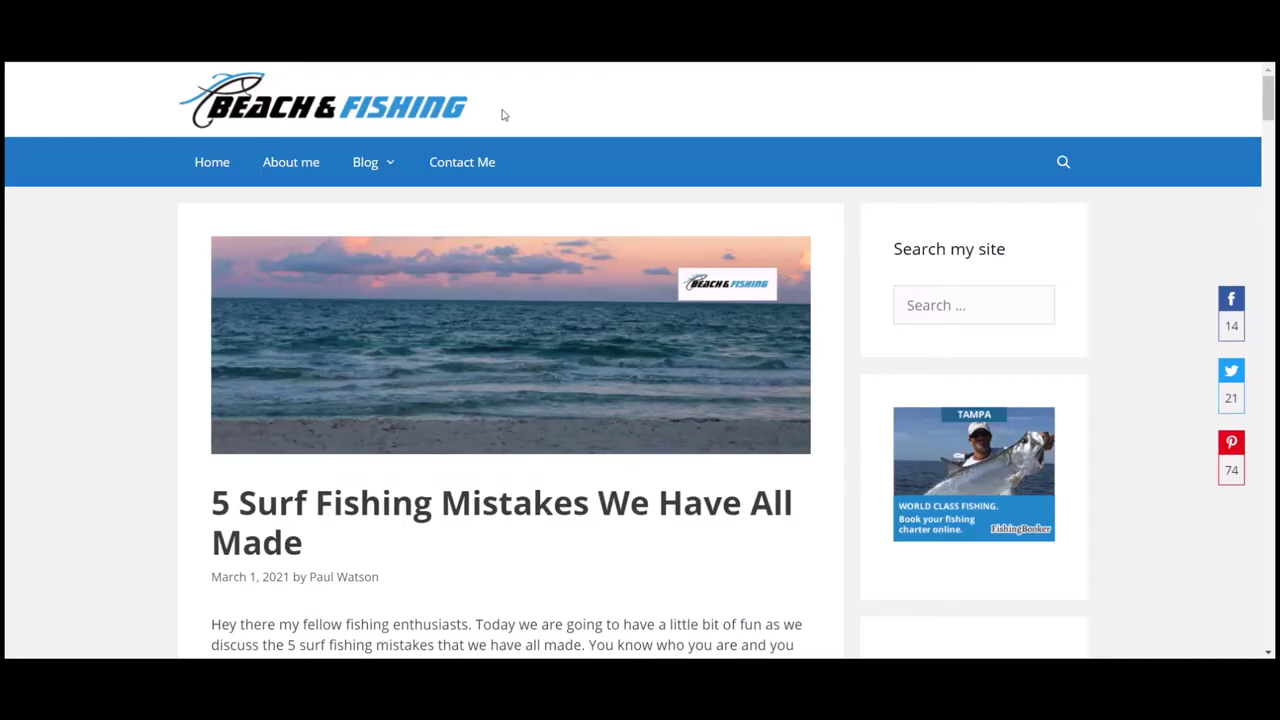 BEACH & FISHING
Home About me Blog Contact Me
BEACH & FISHING
5 Surf Fishing Mistakes We Have All
Made
March 1, 2021 by Paul Watson
Hey there my fellow fishing enthusiasts. Today we are going to have a little bit of fun as we
discuss the 5 surf fishing mistakes that we have all made. You know who you are and you
Search my site
Search ...
TAMPA
WORLD CLASS FISHING.
Book your fishing
charter online.
FishingBooker
14
21
74